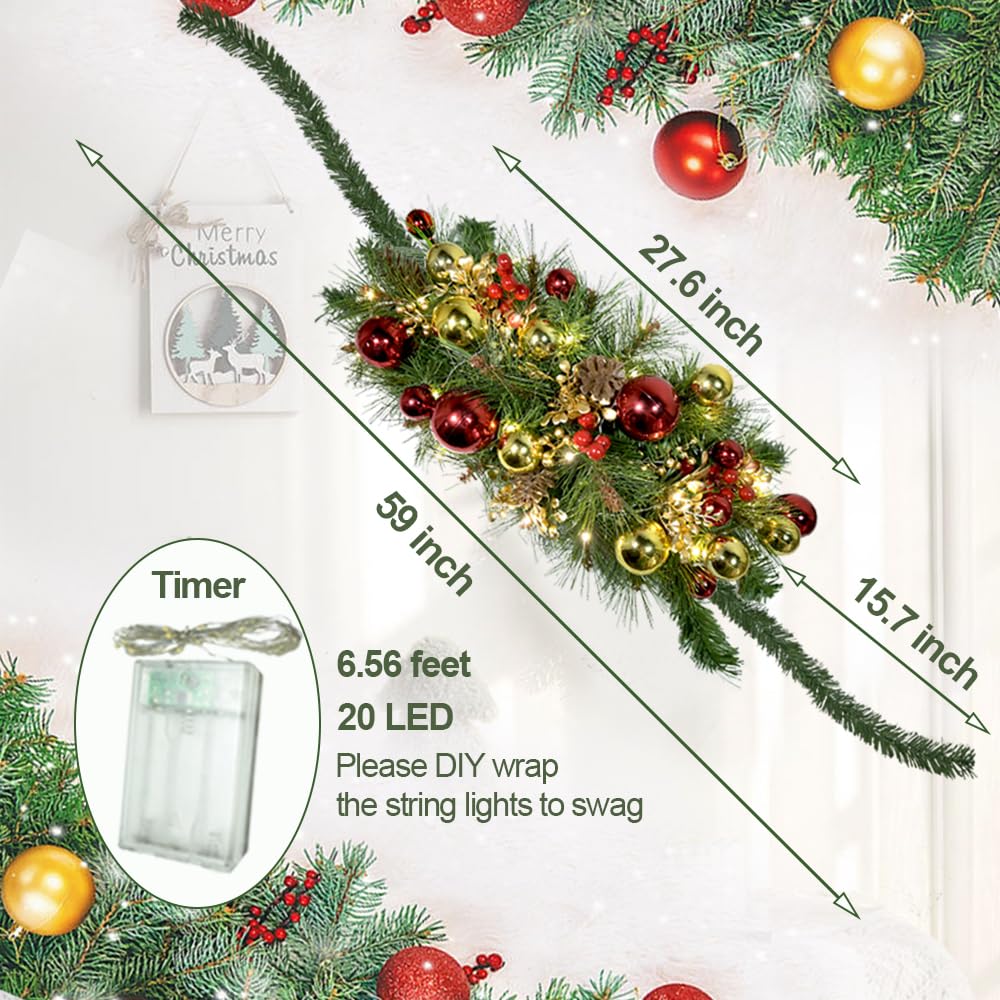 Merry
Christmas
27.6 inch
59 inch
15.7 inch
Timer
6.56 feet
20 LED
Please DIY wrap
the string lights to swag